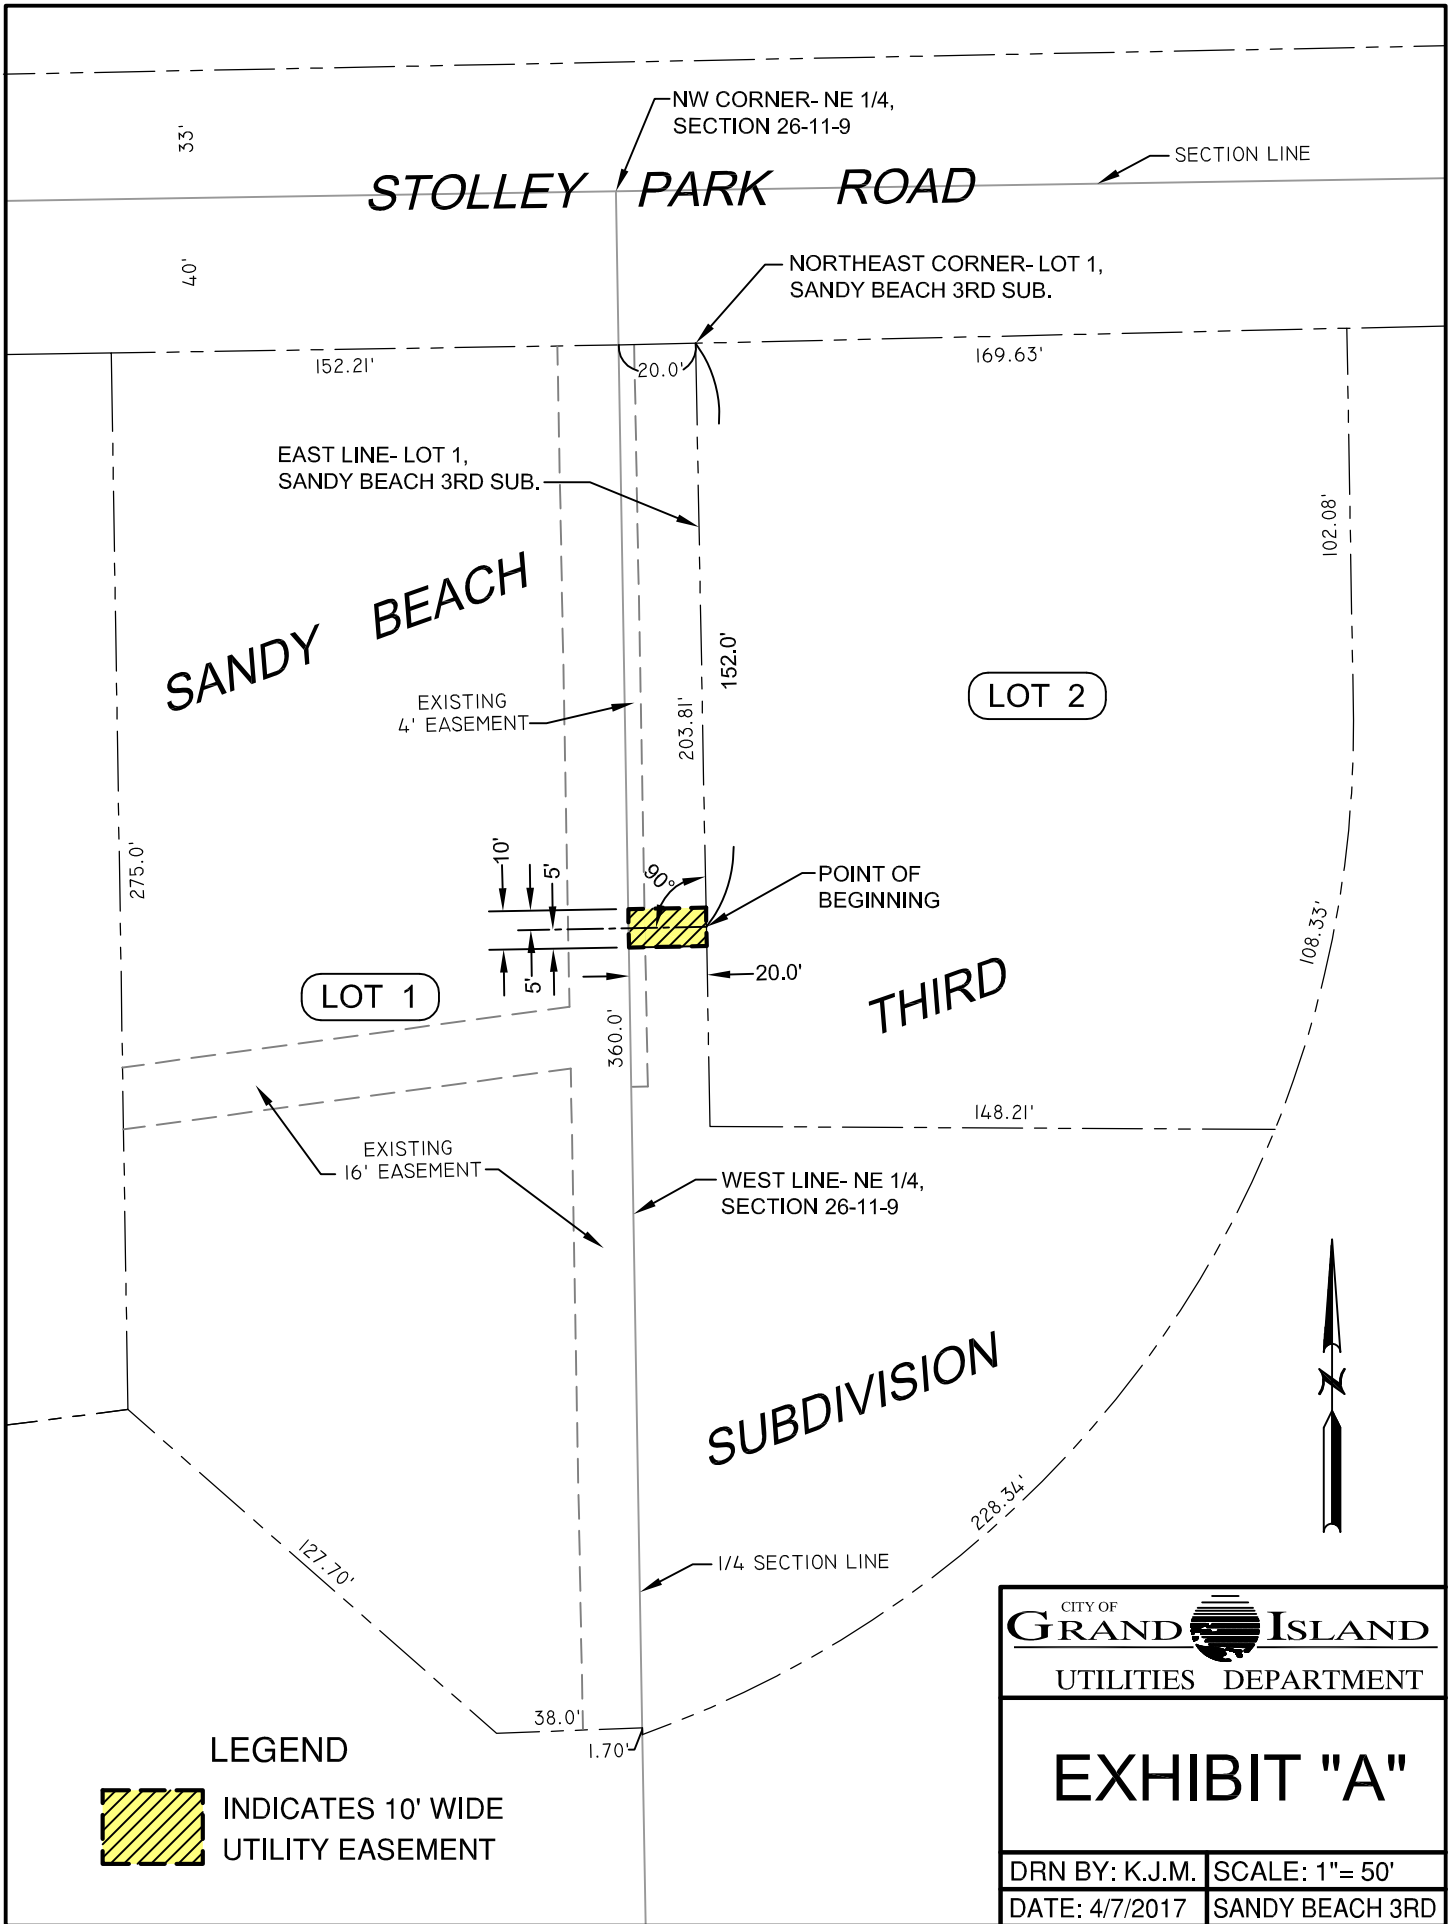 NW CORNER- NE 1/4,
SECTION 26-11-9
33'
SECTION LINE
STOLLEY PARK ROAD
40'
NORTHEAST CORNER- LOT 1,
SANDY BEACH 3RD SUB.
152.21'
20.0'
169.63'
EAST LINE- LOT 1,
SANDY BEACH 3RD SUB.
102.08'
SANDY BEACH
152.0'
EXISTING
4' EASEMENT
203.81'
LOT 2
275.0'
10'
5'
90°
POINT OF
BEGINNING
108.33'
5'
20.0'
LOT 1
THIRD
360.0'
148.21'
EXISTING
16' EASEMENT
WEST LINE- NE 1/4,
SECTION 26-11-9
SUBDIVISION
N
228.34'
127.70'
1/4 SECTION LINE
38.0'
1.70'
LEGEND
INDICATES 10' WIDE
UTILITY EASEMENT
CITY OF
GRAND ISLAND
UTILITIES DEPARTMENT
EXHIBIT "A"
DRN BY: K.J.M.
SCALE: 1"= 50'
DATE: 4/7/2017
SANDY BEACH 3RD